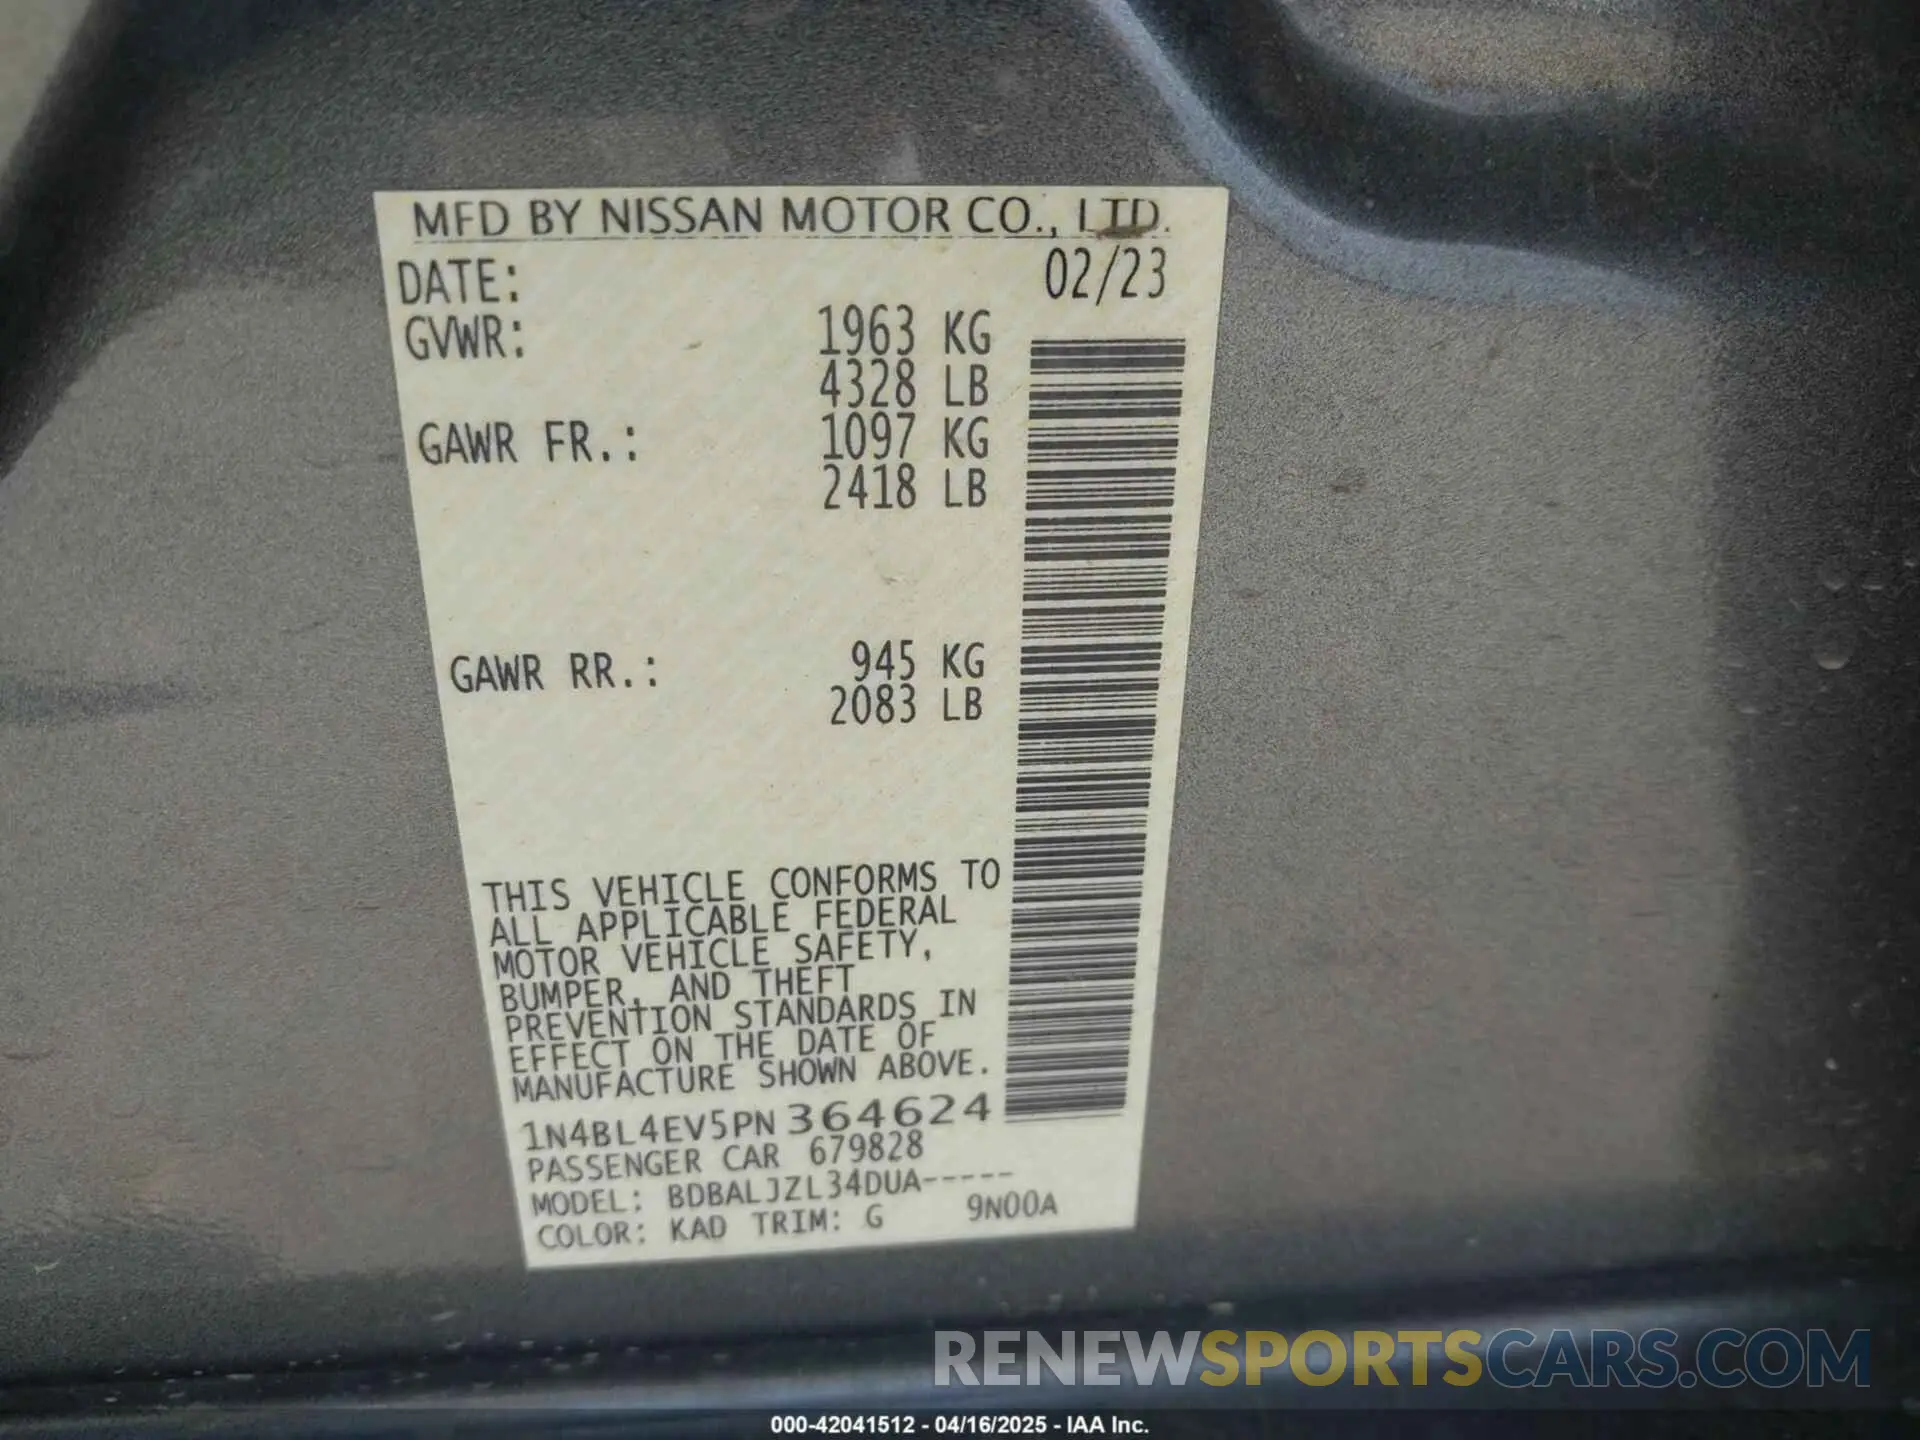 MFD BY NISSAN MOTOR CO., LTD.
DATE: 02/23
GVWR: 1963 KG
4328 LB
GAWR FR.: 1097 KG
2418 LB
GAWR RR.: 945 KG
2083 LB
THIS VEHICLE CONFORMS TO
ALL APPLICABLE FEDERAL
MOTOR VEHICLE SAFETY,
BUMPER, AND THEFT
PREVENTION STANDARDS IN
EFFECT ON THE DATE OF
MANUFACTURE SHOWN ABOVE.
1N4BL4EV5PN364624
PASSENGER CAR 679828
MODEL: BDBALJZL34DUA-----
COLOR: KAD TRIM: G 9N00A
RENEWSPORTSCARS.COM
000-42041512 - 04/16/2025 - IAA Inc.